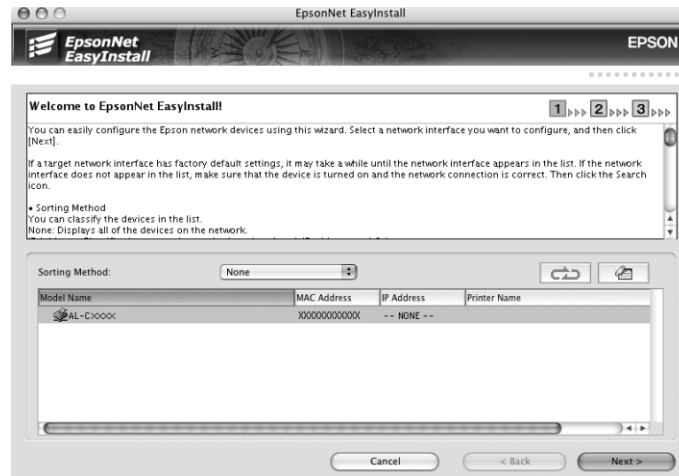 EpsonNet EasyInstall
EpsonNet
EasyInstall
EPSON
Welcome to EpsonNet EasyInstall!
1 2 3
You can easily configure the Epson network devices using this wizard. Select a network interface you want to configure, and then click
[Next].
If a target network interface has factory default settings, it may take a while until the network interface appears in the list. If the network
interface does not appear in the list, make sure that the device is turned on and the network connection is correct. Then click the Search
icon.
• Sorting Method
You can classify the devices in the list.
None: Displays all of the devices on the network.
Sorting Method: None
Model Name MAC Address IP Address Printer Name
AL-CXXXX XXXXXXXXXXXX -- NONE --
Cancel < Back Next >